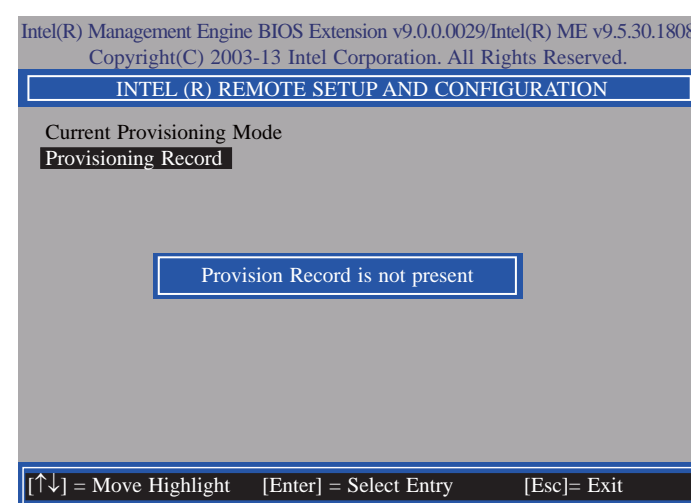 Intel(R) Management Engine BIOS Extension v9.0.0.0029/Intel(R) ME v9.5.30.1808
Copyright(C) 2003-13 Intel Corporation. All Rights Reserved.
INTEL (R) REMOTE SETUP AND CONFIGURATION
Current Provisioning Mode
Provisioning Record
Provision Record is not present
[↑↓] = Move Highlight [Enter] = Select Entry [Esc]= Exit